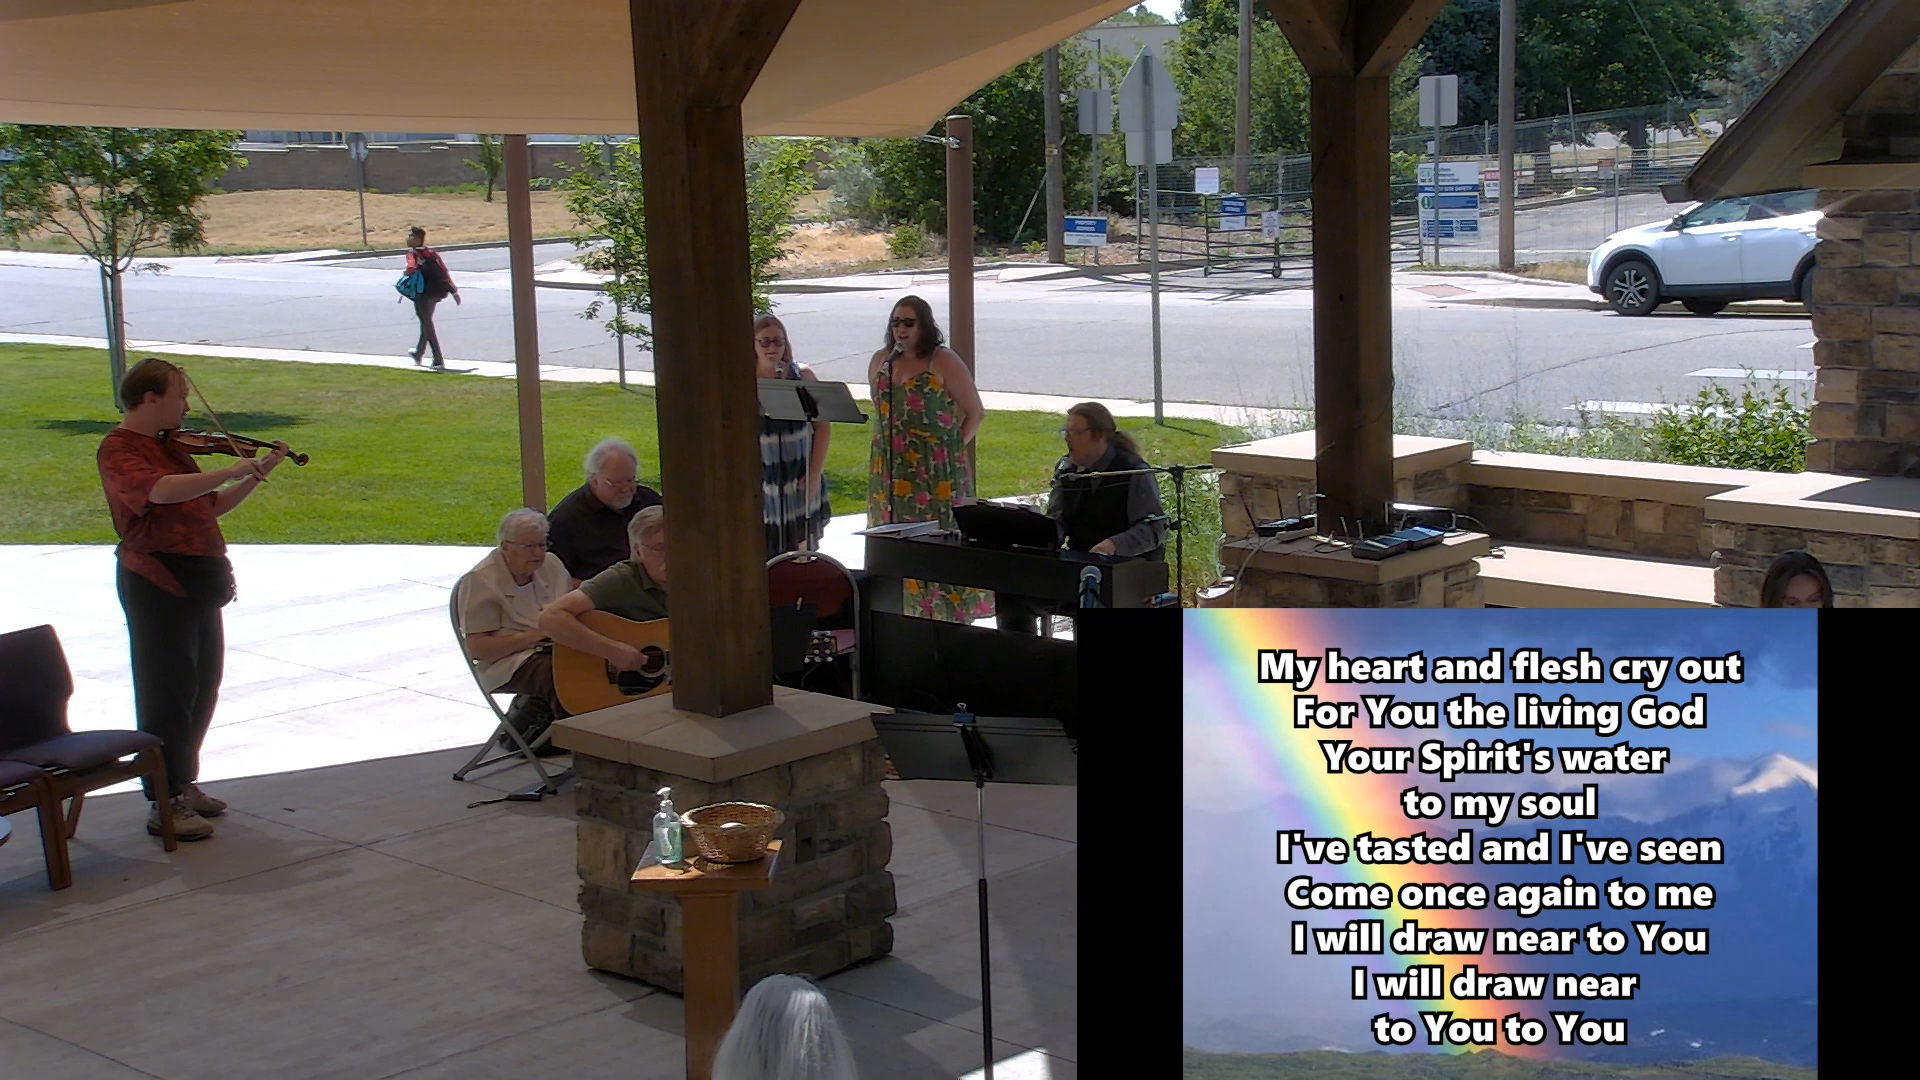 My heart and flesh cry out
For You the living God
Your Spirit's water
to my soul
I've tasted and I've seen
Come once again to me
I will draw near to You
I will draw near
to You to You